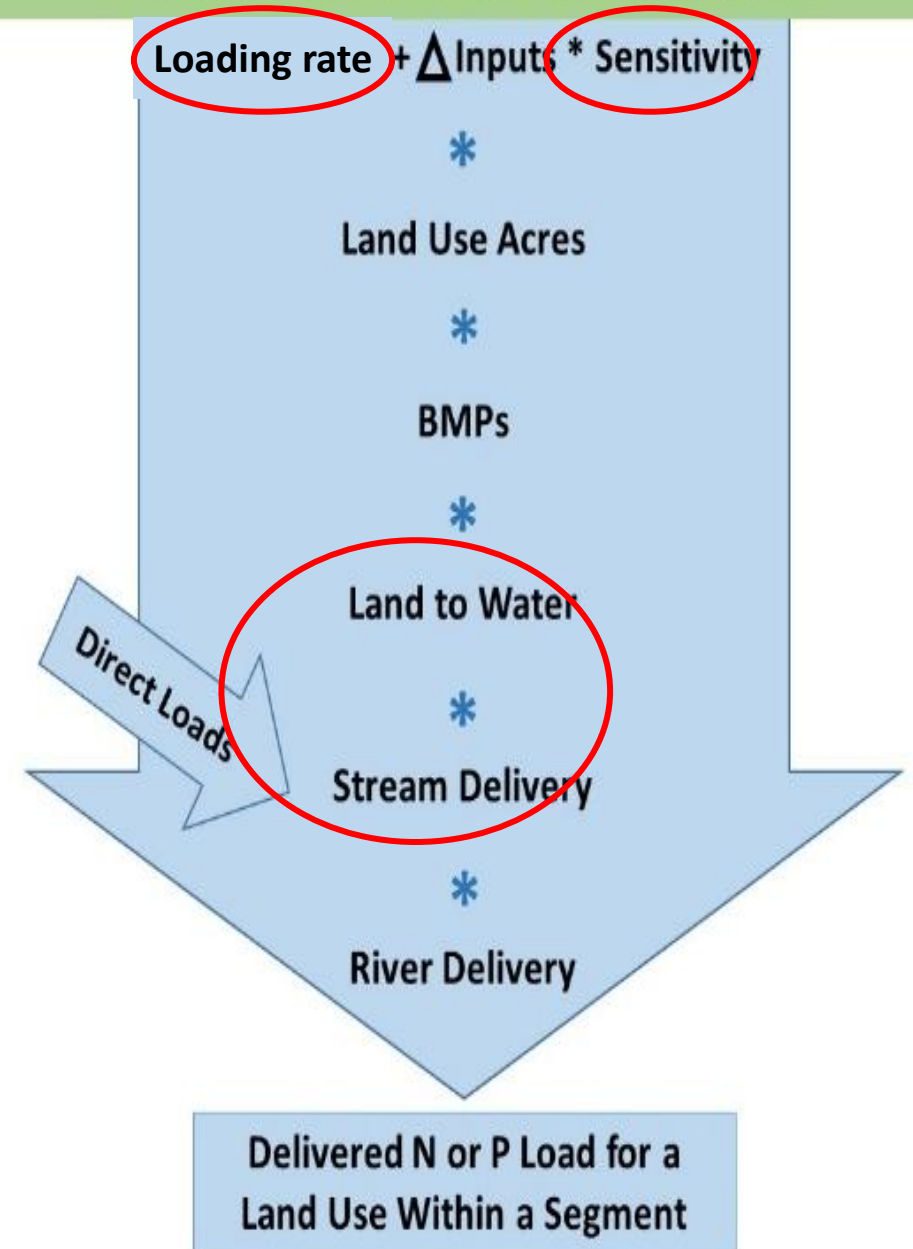 Loading rate + Δ Inputs * Sensitivity
*
Land Use Acres
*
BMPs
*
Land to Water
Direct Loads
*
Stream Delivery
*
River Delivery
Delivered N or P Load for a
Land Use Within a Segment